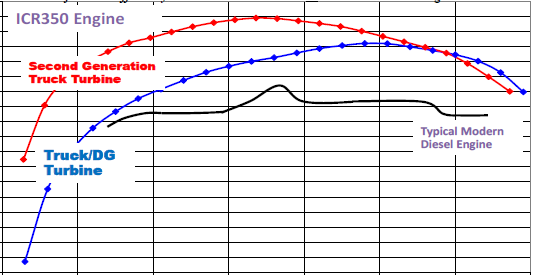 ICR350 Engine
Second Generation
Truck Turbine
Typical Modern
Diesel Engine
Truck/DG
Turbine